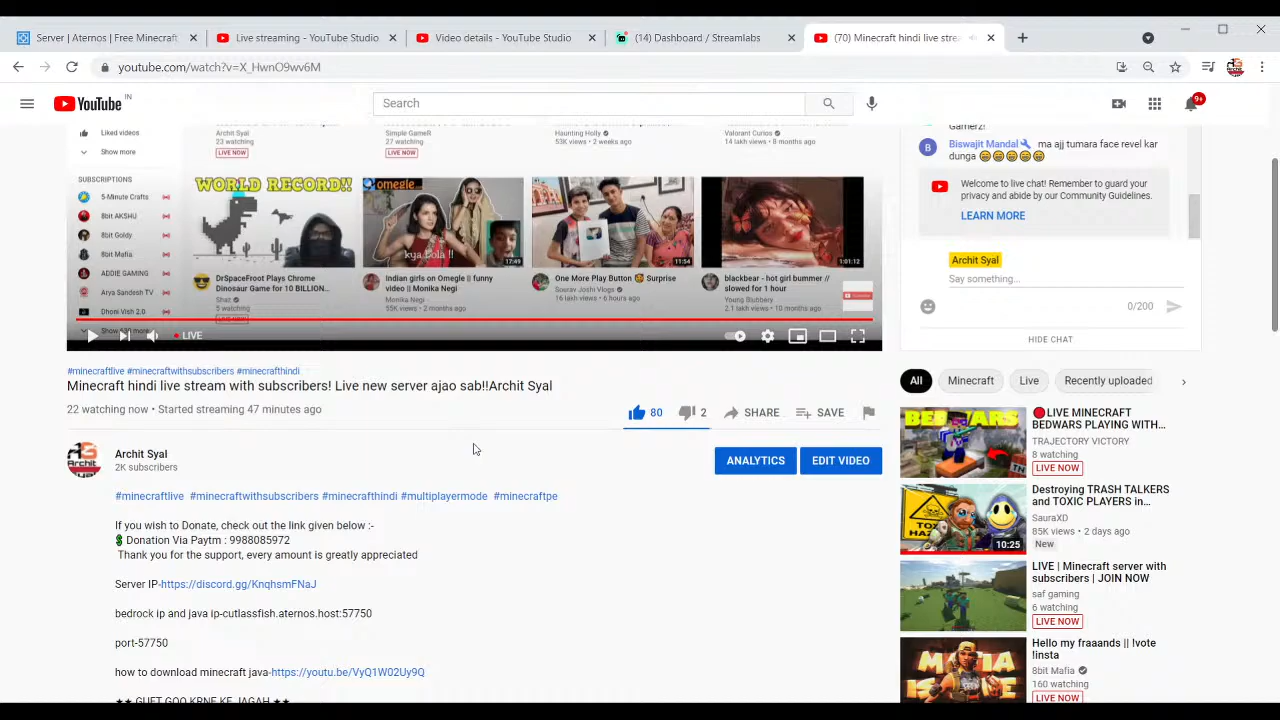 Server | Aternos | Free Minecraft
Live streaming - YouTube Studio
Video details - YouTube Studio
(14) Dashboard / Streamlabs
(70) Minecraft hindi live stre
youtube.com/watch?v=X_HwnO9wv6M
YouTube IN
Search
9+
Liked videos
Show more
SUBSCRIPTIONS
5-Minute Crafts
8bit AKSHU
8bit Goldy
8bit Mafia
ADDIE GAMING
Arya Sandesh TV
Dhoni Vish 2.0
Archit Syal
23 watching
LIVE NOW
Simple GameR
27 watching
LIVE NOW
Haunting Holly
53K views • 2 weeks ago
Valorant Curios
14 lakh views • 8 months ago
WORLD RECORD!!
DrSpaceFroot Plays Chrome
Dinosaur Game for 10 BILLION...
5 watching
LIVE NOW
omegle
kya Lola !!
17:49
Indian girls on Omegle || funny
video || Monika Negi
Monika Negi
55K views • 2 months ago
11:54
One More Play Button 🥰 Surprise
Sourav Joshi Vlogs
16 lakh views • 6 hours ago
1:01:12
blackbear - hot girl bummer //
slowed for 1 hour
Young Blubbery
2.1 lakh views • 10 months ago
LIVE
Gamerz!
B
Biswajit Mandal ma ajj tumara face revel kar
dunga 😄😄😄😄😄
Welcome to live chat! Remember to guard your
privacy and abide by our Community Guidelines.
LEARN MORE
Archit Syal
Say something...
0/200
HIDE CHAT
#minecraftlive #minecraftwithsubscribers #minecrafthindi
Minecraft hindi live stream with subscribers! Live new server ajao sab!!Archit Syal
22 watching now • Started streaming 47 minutes ago
80
2
SHARE
SAVE
Archit Syal
2K subscribers
ANALYTICS
EDIT VIDEO
#minecraftlive #minecraftwithsubscribers #minecrafthindi #multiplayermode #minecraftpe
If you wish to Donate, check out the link given below :-
💲 Donation Via Paytm : 9988085972
Thank you for the support, every amount is greatly appreciated
Server IP-https://discord.gg/KnqhsmFNaJ
bedrock ip and java ip-cutlassfish.aternos.host:57750
port-57750
how to download minecraft java-https://youtu.be/VyQ1W02Uy9Q
★★ GUFT GOO KRNE KE JAGAH ★★
All
Minecraft
Live
Recently uploaded
BED WARS
🔴LIVE MINECRAFT
BEDWARS PLAYING WITH...
TRAJECTORY VICTORY
8 watching
LIVE NOW
10:25
Destroying TRASH TALKERS
and TOXIC PLAYERS in...
SauraXD
85K views • 2 days ago
New
LIVE | Minecraft server with
subscribers | JOIN NOW
saf gaming
6 watching
LIVE NOW
Hello my fraaands || !vote
!insta
8bit Mafia
160 watching
LIVE NOW